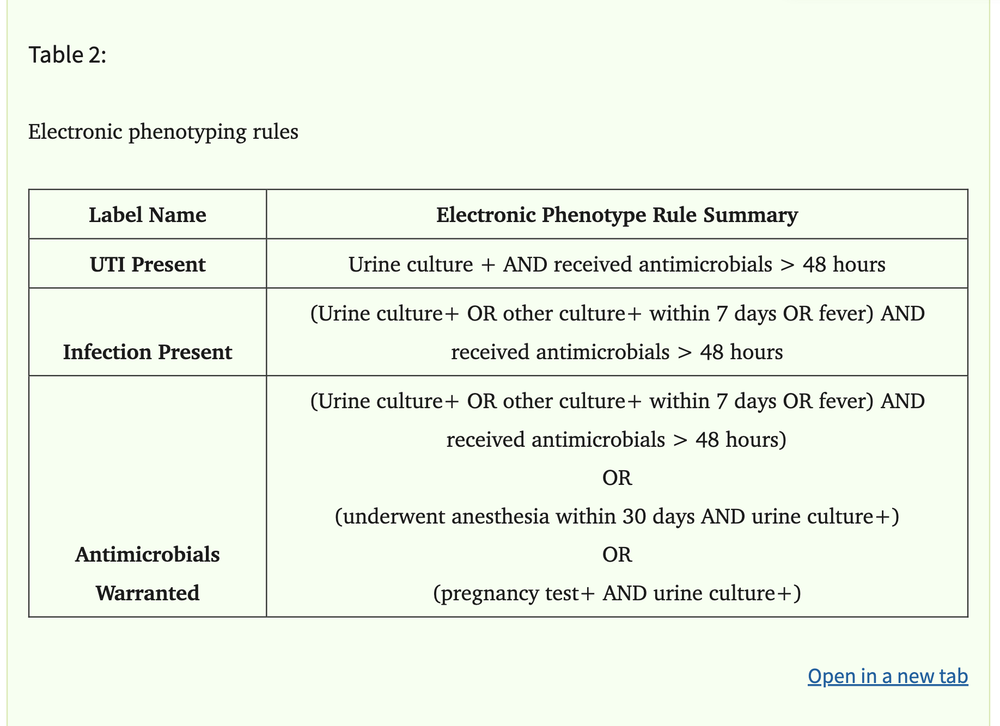 Table 2:
Electronic phenotyping rules
Label Name
Electronic Phenotype Rule Summary
UTI Present
Urine culture + AND received antimicrobials > 48 hours
Infection Present
(Urine culture+ OR other culture+ within 7 days OR fever) AND
received antimicrobials > 48 hours
Antimicrobials
Warranted
(Urine culture+ OR other culture+ within 7 days OR fever) AND
received antimicrobials > 48 hours)
OR
(underwent anesthesia within 30 days AND urine culture+)
OR
(pregnancy test+ AND urine culture+)
Open in a new tab